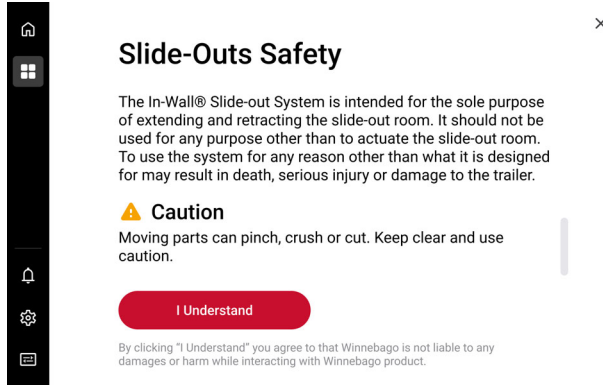 Slide-Outs Safety
The In-Wall® Slide-out System is intended for the sole purpose
of extending and retracting the slide-out room. It should not be
used for any purpose other than to actuate the slide-out room.
To use the system for any reason other than what it is designed
for may result in death, serious injury or damage to the trailer.
Caution
Moving parts can pinch, crush or cut. Keep clear and use
caution.
I Understand
By clicking “I Understand” you agree to that Winnebago is not liable to any
damages or harm while interacting with Winnebago product.